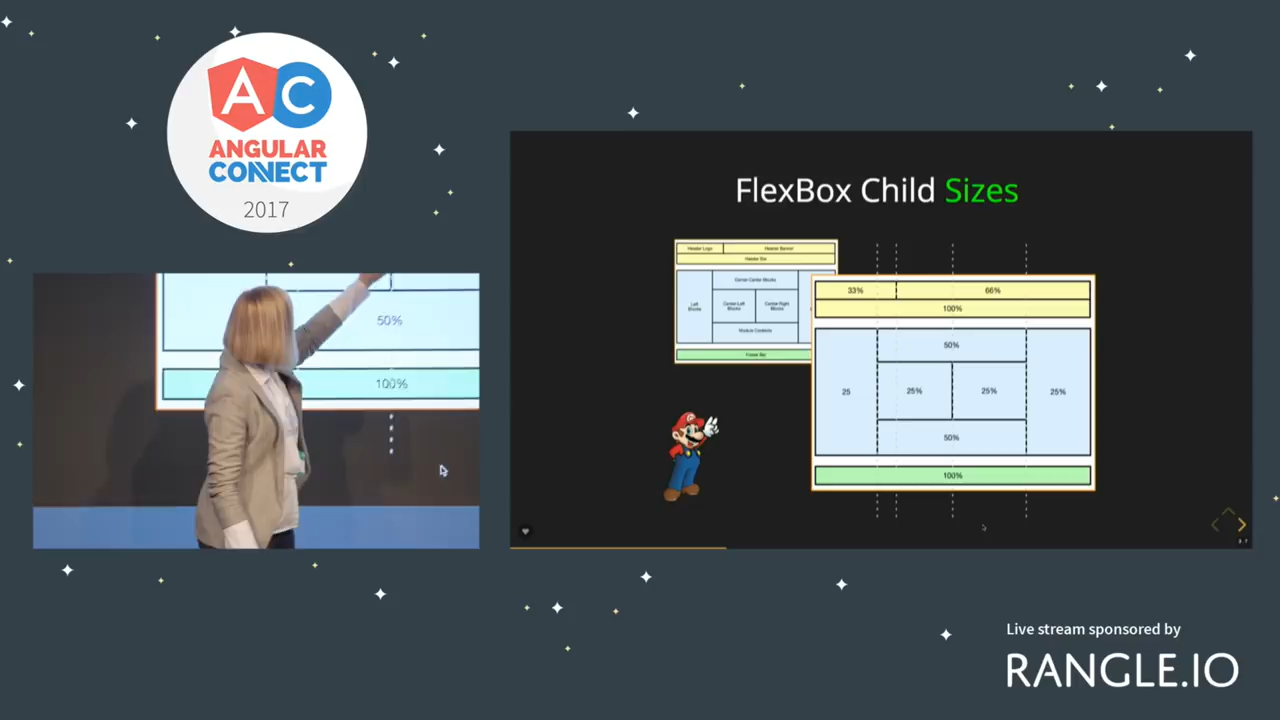 AC
ANGULAR
CONNECT
2017
50%
100%
FlexBox Child Sizes
Header Logo
Header Banner
Header Bar
Left
Blocks
Center Center Blocks
Center Left
Blocks
Center Right
Blocks
Module Contents
Footer Bar
33%
66%
100%
50%
25
25%
25%
25%
50%
100%
Live stream sponsored by
RANGLE.IO